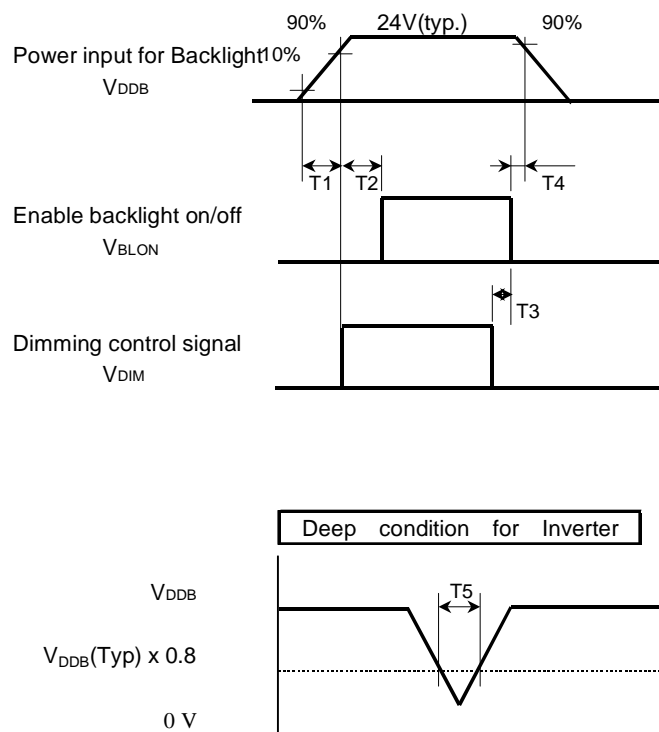 90% 24V(typ.) 90%
Power input for Backlight 10%
VDDB
T1 T2 T4
Enable backlight on/off
VBLON
T3
Dimming control signal
VDIM
Deep condition for Inverter
VDDB T5
VDDB(Typ) x 0.8
0 V